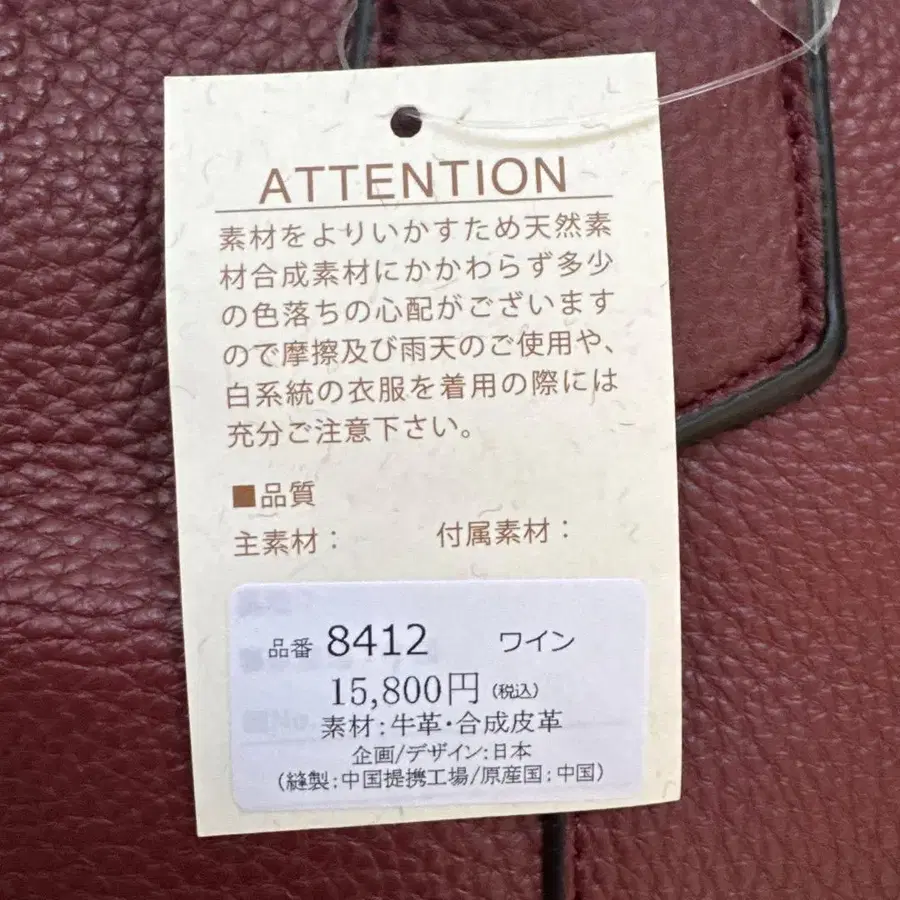 ATTENTION
素材をよりいかすため天然素
材合成素材にかかわらず多少
の色落ちの心配がございます
ので摩擦及び雨天のご使用や、
白系統の衣服を着用の際には
充分ご注意下さい。
■品質
主素材： 付属素材：
品番 8412 ワイン
15,800円(税込)
素材:牛革・合成皮革
企画/デザイン:日本
(縫製:中国提携工場/原産国:中国)